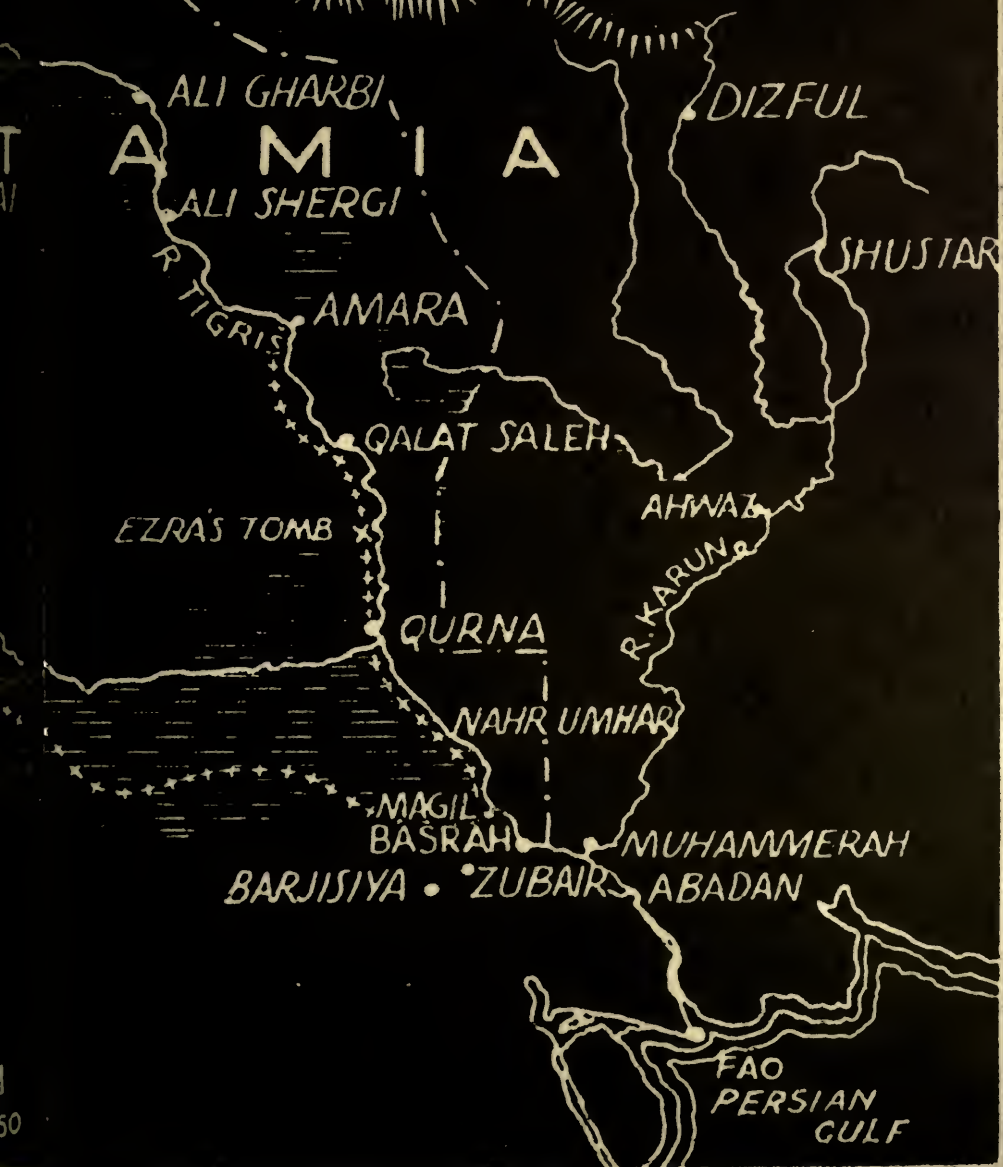 ALI GHARBI
DIZFUL
T A M I A
ALI SHERGI
SHUSTAR
R. TIGRIS
AMARA
QALAT SALEH
AHWAZ
EZRA'S TOMB
R. KARUN
QURNA
NAHR UMHAR
MAGIL
BASRAH
MUHAMMERAH
BARJISIYA
ZUBAIR
ABADAN
FAO
PERSIAN
GULF
50